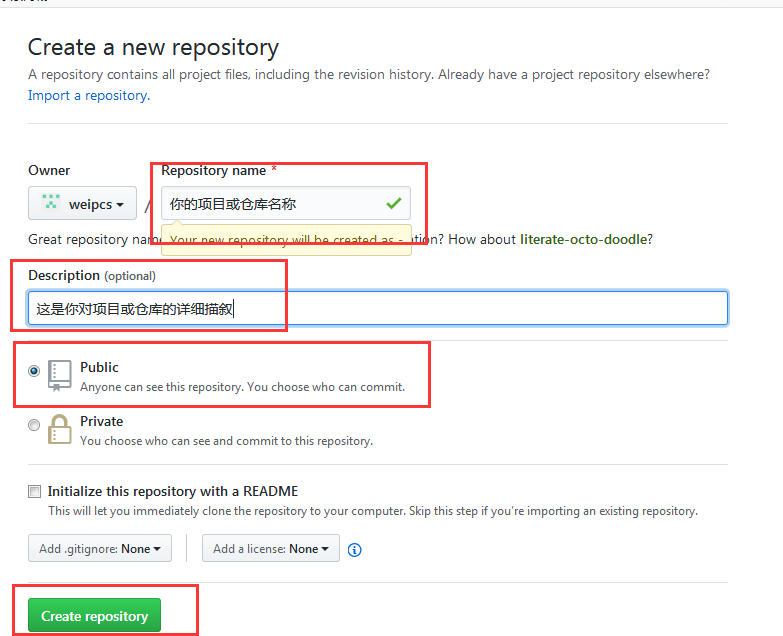 Create a new repository
A repository contains all project files, including the revision history. Already have a project repository elsewhere?
Import a repository.
Owner
Repository name *
weipcs
/
你的项目或仓库名称
Great repository
Your new repository will be created as -
tion? How about literate-octo-doodle?
Description (optional)
这是你对项目或仓库的详细描叙
Public
Anyone can see this repository. You choose who can commit.
Private
You choose who can see and commit to this repository.
Initialize this repository with a README
This will let you immediately clone the repository to your computer. Skip this step if you’re importing an existing repository.
Add .gitignore: None
Add a license: None
Create repository